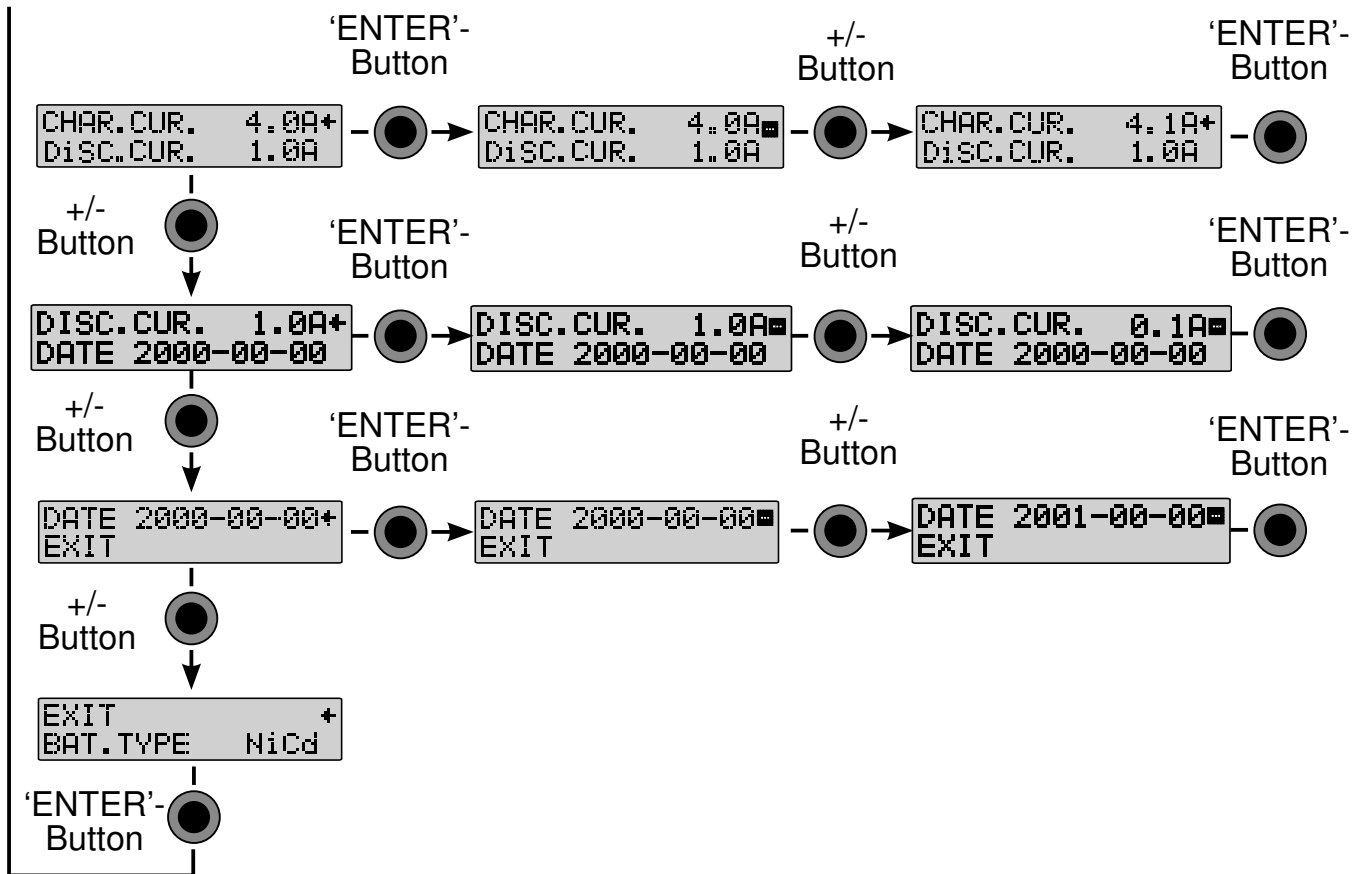 'ENTER'-
Button
+/-
Button
'ENTER'-
Button
CHAR.CUR. 4.0A←
DiSC.CUR. 1.0A
CHAR.CUR. 4.0A
DiSC.CUR. 1.0A
CHAR.CUR. 4.1A←
DiSC.CUR. 1.0A
+/-
Button
'ENTER'-
Button
+/-
Button
'ENTER'-
Button
DISC.CUR. 1.0A←
DATE 2000-00-00
DISC.CUR. 1.0A
DATE 2000-00-00
DISC.CUR. 0.1A
DATE 2000-00-00
+/-
Button
'ENTER'-
Button
+/-
Button
'ENTER'-
Button
DATE 2000-00-00←
EXIT
DATE 2000-00-00
EXIT
DATE 2001-00-00
EXIT
+/-
Button
EXIT ←
BAT.TYPE NiCd
'ENTER'-
Button